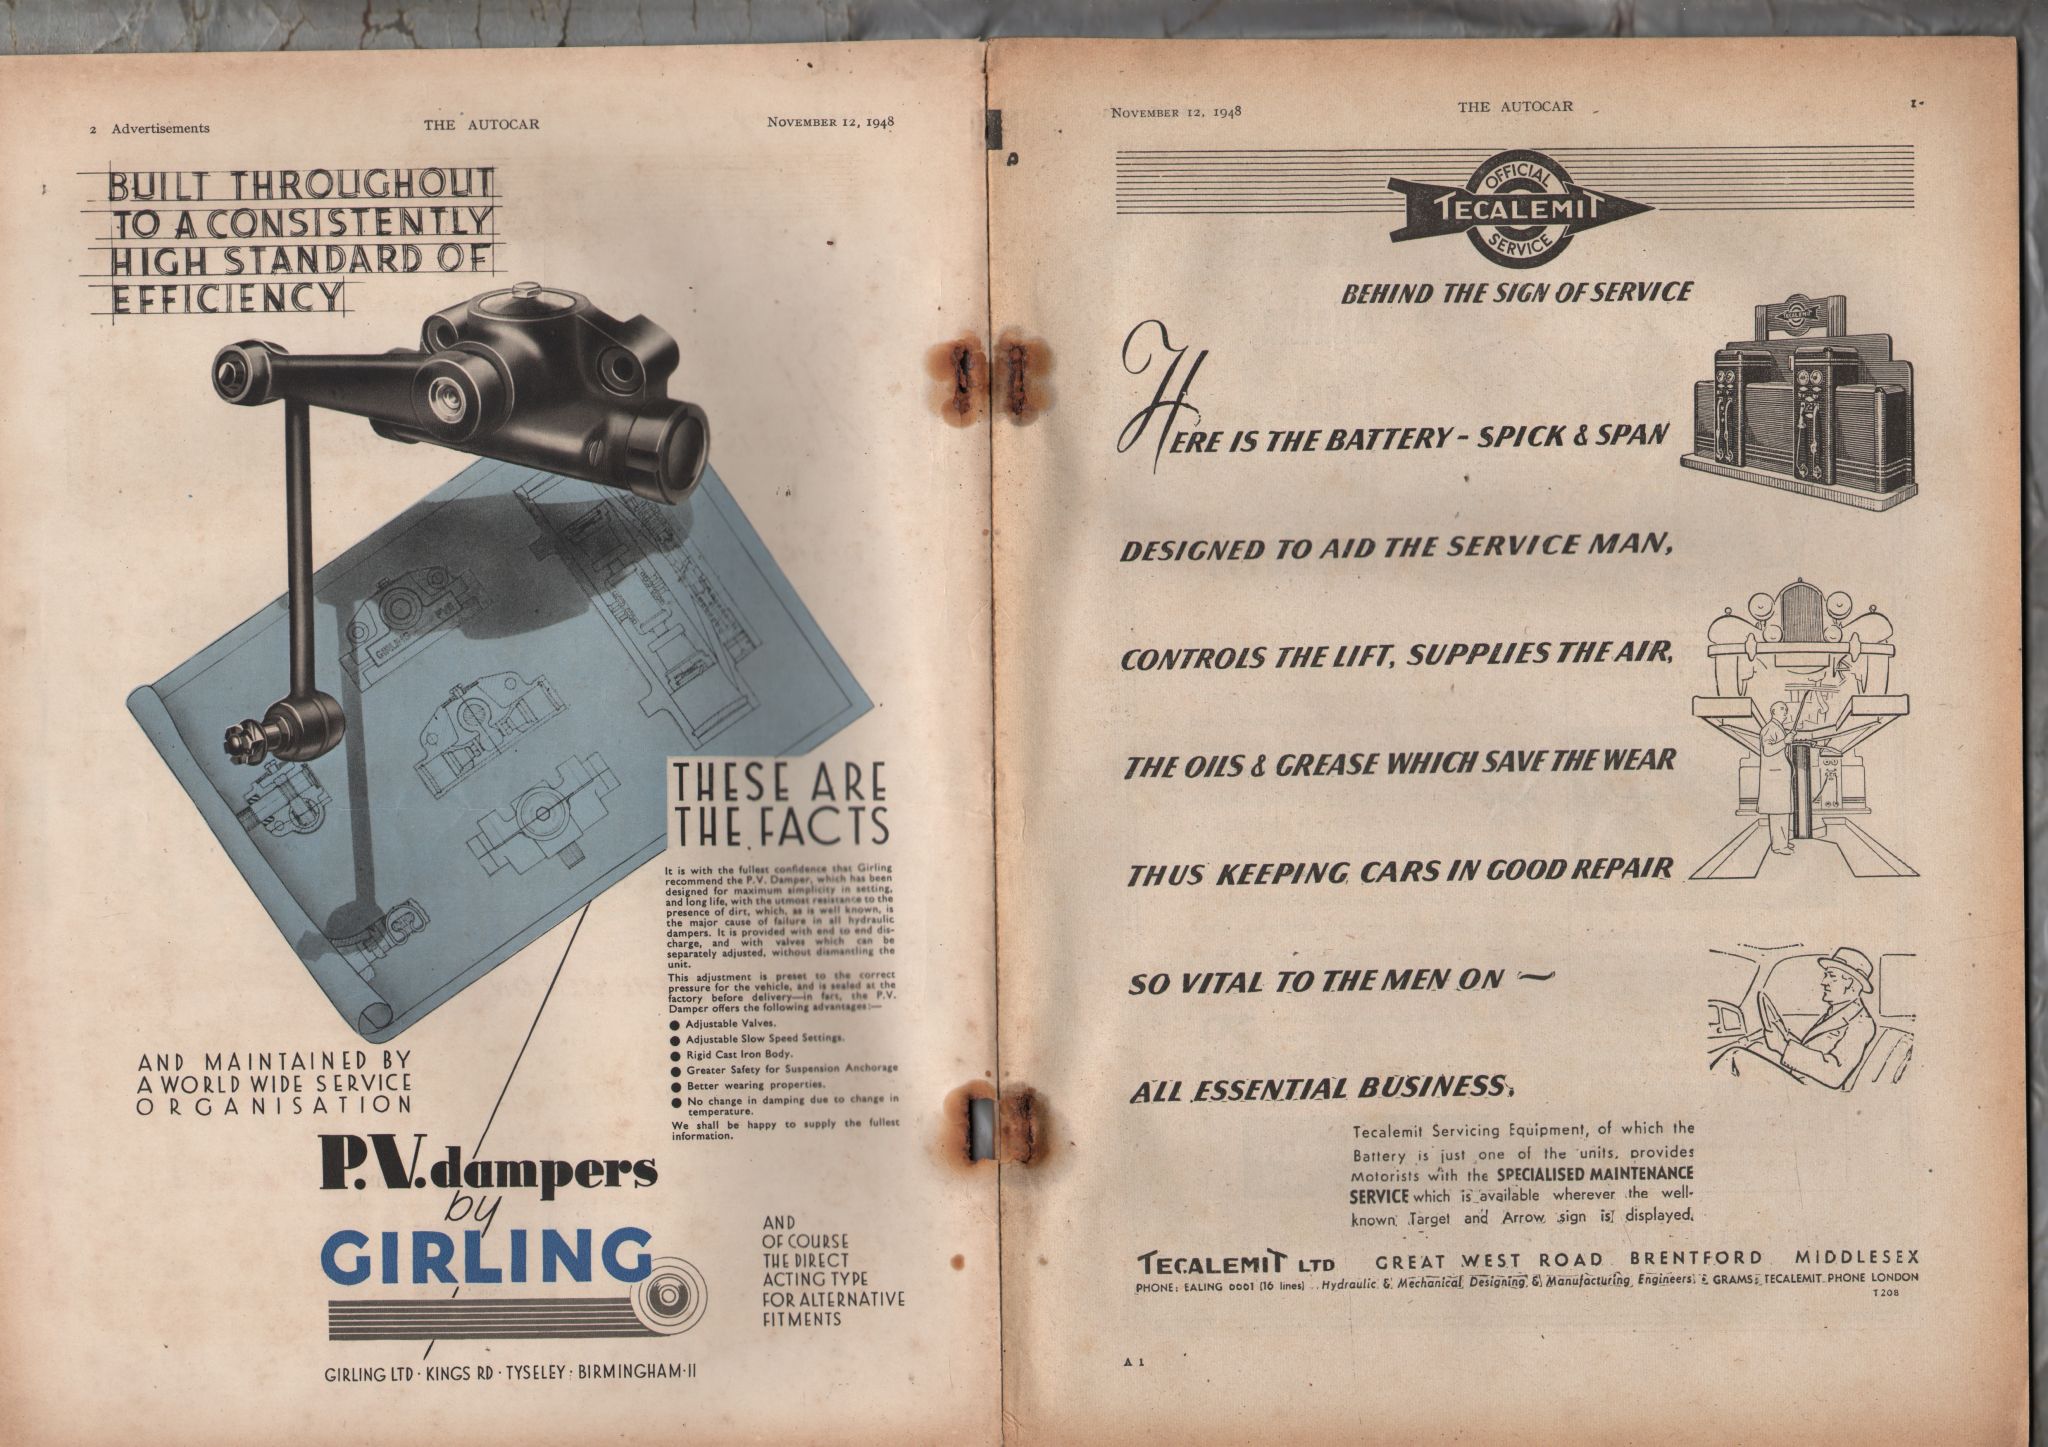 2 Advertisements
THE AUTOCAR
NOVEMBER 12, 1948
BUILT THROUGHOUT
TO A CONSISTENTLY
HIGH STANDARD OF
EFFICIENCY
GIRLING
THESE ARE
THE FACTS
It is with the fullest confidence that Girling
recommend the P.V. Damper, which has been
designed for maximum simplicity in setting,
and long life, with the utmost resistance to the
presence of dirt, which, as is well known, is
the major cause of failure in all hydraulic
dampers. It is provided with end to end dis-
charge, and with valves which can be
separately adjusted, without dismantling the
unit.
This adjustment is preset to the correct
pressure for the vehicle, and is sealed at the
factory before delivery—in fact, the P.V.
Damper offers the following advantages:—
● Adjustable Valves.
● Adjustable Slow Speed Settings.
● Rigid Cast Iron Body.
● Greater Safety for Suspension Anchorage
● Better wearing properties.
● No change in damping due to change in
temperature.
We shall be happy to supply the fullest
information.
AND MAINTAINED BY
A WORLD WIDE SERVICE
ORGANISATION
P.V. dampers
by
GIRLING
AND
OF COURSE
THE DIRECT
ACTING TYPE
FOR ALTERNATIVE
FITMENTS
GIRLING LTD · KINGS RD · TYSELEY · BIRMINGHAM · 11
NOVEMBER 12, 1948
THE AUTOCAR
1
OFFICIAL
TECALEMIT
SERVICE
BEHIND THE SIGN OF SERVICE
TECALEMIT
HERE IS THE BATTERY - SPICK & SPAN
DESIGNED TO AID THE SERVICE MAN,
CONTROLS THE LIFT, SUPPLIES THE AIR,
THE OILS & GREASE WHICH SAVE THE WEAR
THUS KEEPING CARS IN GOOD REPAIR
SO VITAL TO THE MEN ON ~
ALL ESSENTIAL BUSINESS.
Tecalemit Servicing Equipment, of which the
Battery is just one of the units, provides
Motorists with the SPECIALISED MAINTENANCE
SERVICE which is available wherever the well-
known Target and Arrow sign is displayed.
TECALEMIT LTD GREAT WEST ROAD BRENTFORD MIDDLESEX
PHONE: EALING 0001 (16 lines) . Hydraulic & Mechanical Designing & Manufacturing Engineers : GRAMS: TECALEMIT PHONE LONDON
T 208
A 1